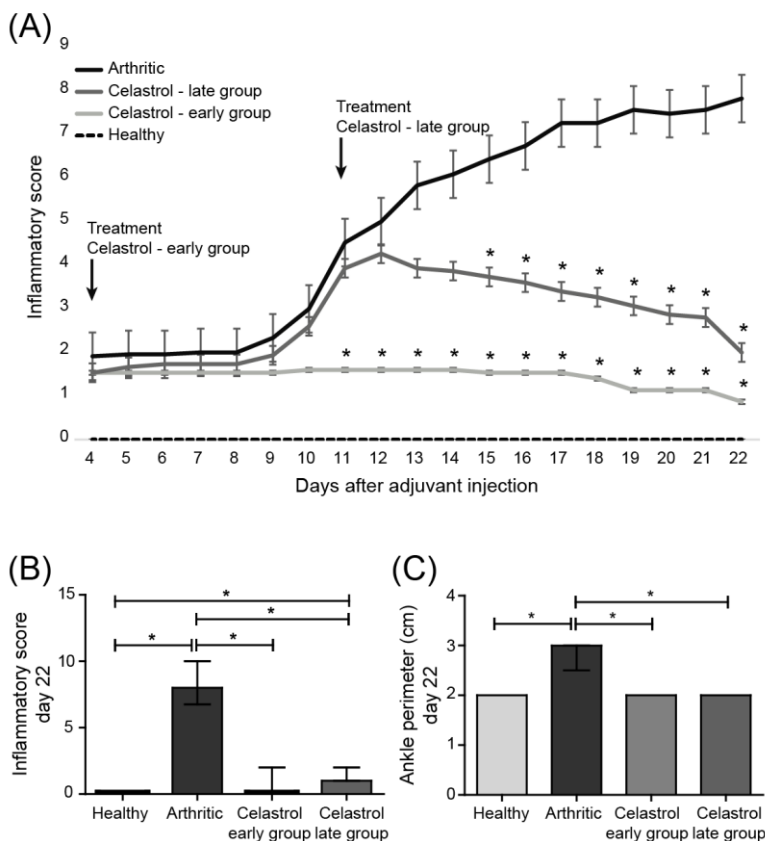 (A)
9
8
7
6
5
4
3
2
1
0
Inflammatory score
Arthritic
Celastrol - late group
Celastrol - early group
Healthy
Treatment
Celastrol - late group
Treatment
Celastrol - early group
* * * * * * * *
* * * * * * * * * * * *
4 5 6 7 8 9 10 11 12 13 14 15 16 17 18 19 20 21 22
Days after adjuvant injection
(B)
Inflammatory score
day 22
15
10
5
0
*
*
* *
Healthy Arthritic Celastrol Celastrol
early group late group
(C)
Ankle perimeter (cm)
day 22
4
3
2
1
0
*
* *
Healthy Arthritic Celastrol Celastrol
early group late group